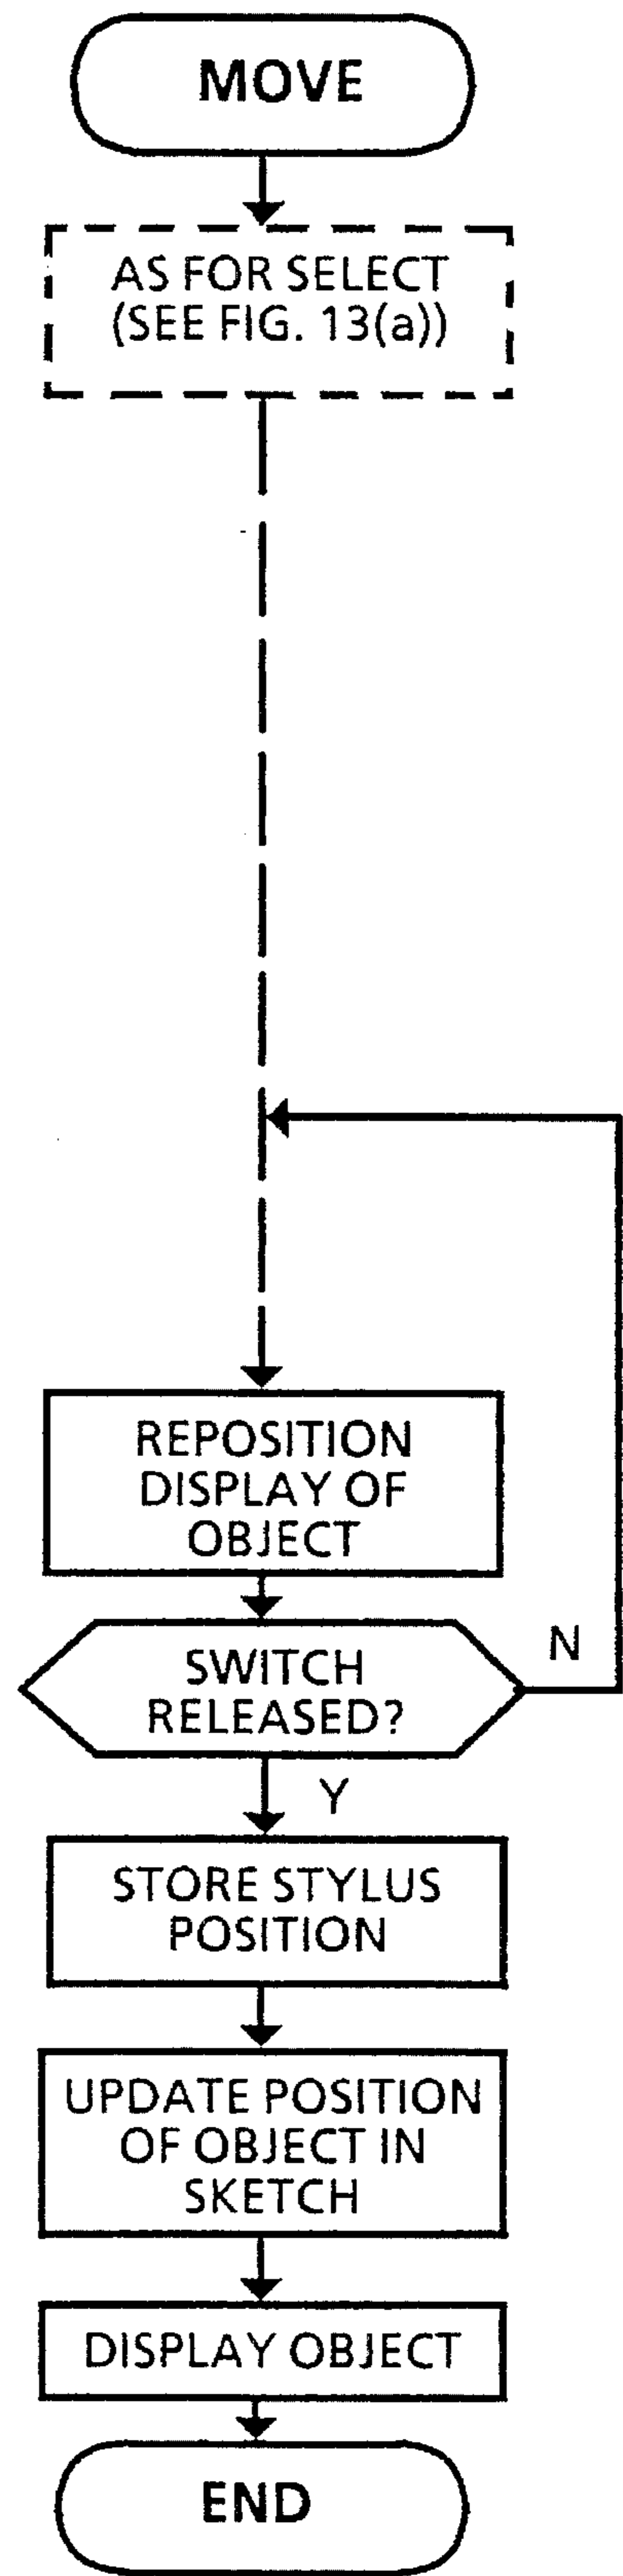 MOVE
AS FOR SELECT
(SEE FIG. 13(a))
REPOSITION
DISPLAY OF
OBJECT
SWITCH
RELEASED?
N
Y
STORE STYLUS
POSITION
UPDATE POSITION
OF OBJECT IN
SKETCH
DISPLAY OBJECT
END